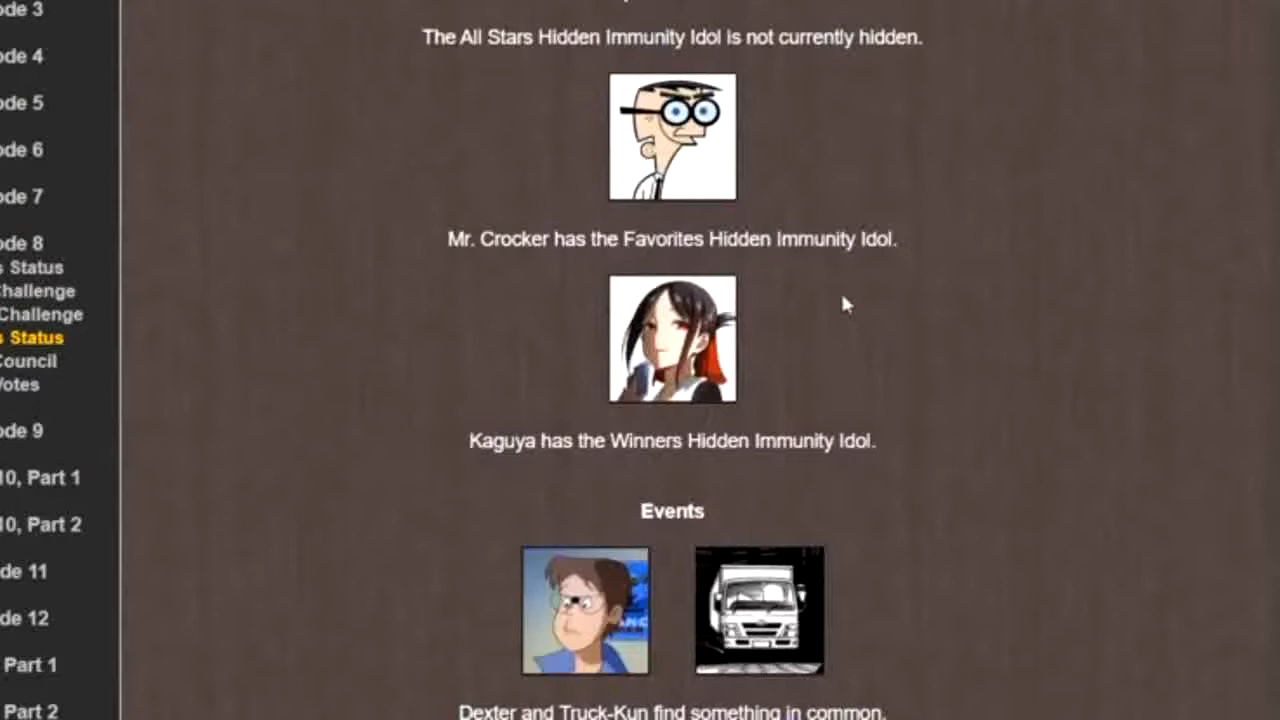 ode 3
The All Stars Hidden Immunity Idol is not currently hidden.
ode 4
ode 5
ode 6
ode 7
Mr. Crocker has the Favorites Hidden Immunity Idol.
ode 8
s Status
Challenge
Challenge
s Status
Council
Votes
ode 9
Kaguya has the Winners Hidden Immunity Idol.
10, Part 1
Events
10, Part 2
de 11
de 12
Part 1
Part 2
Dexter and Truck-Kun find something in common.